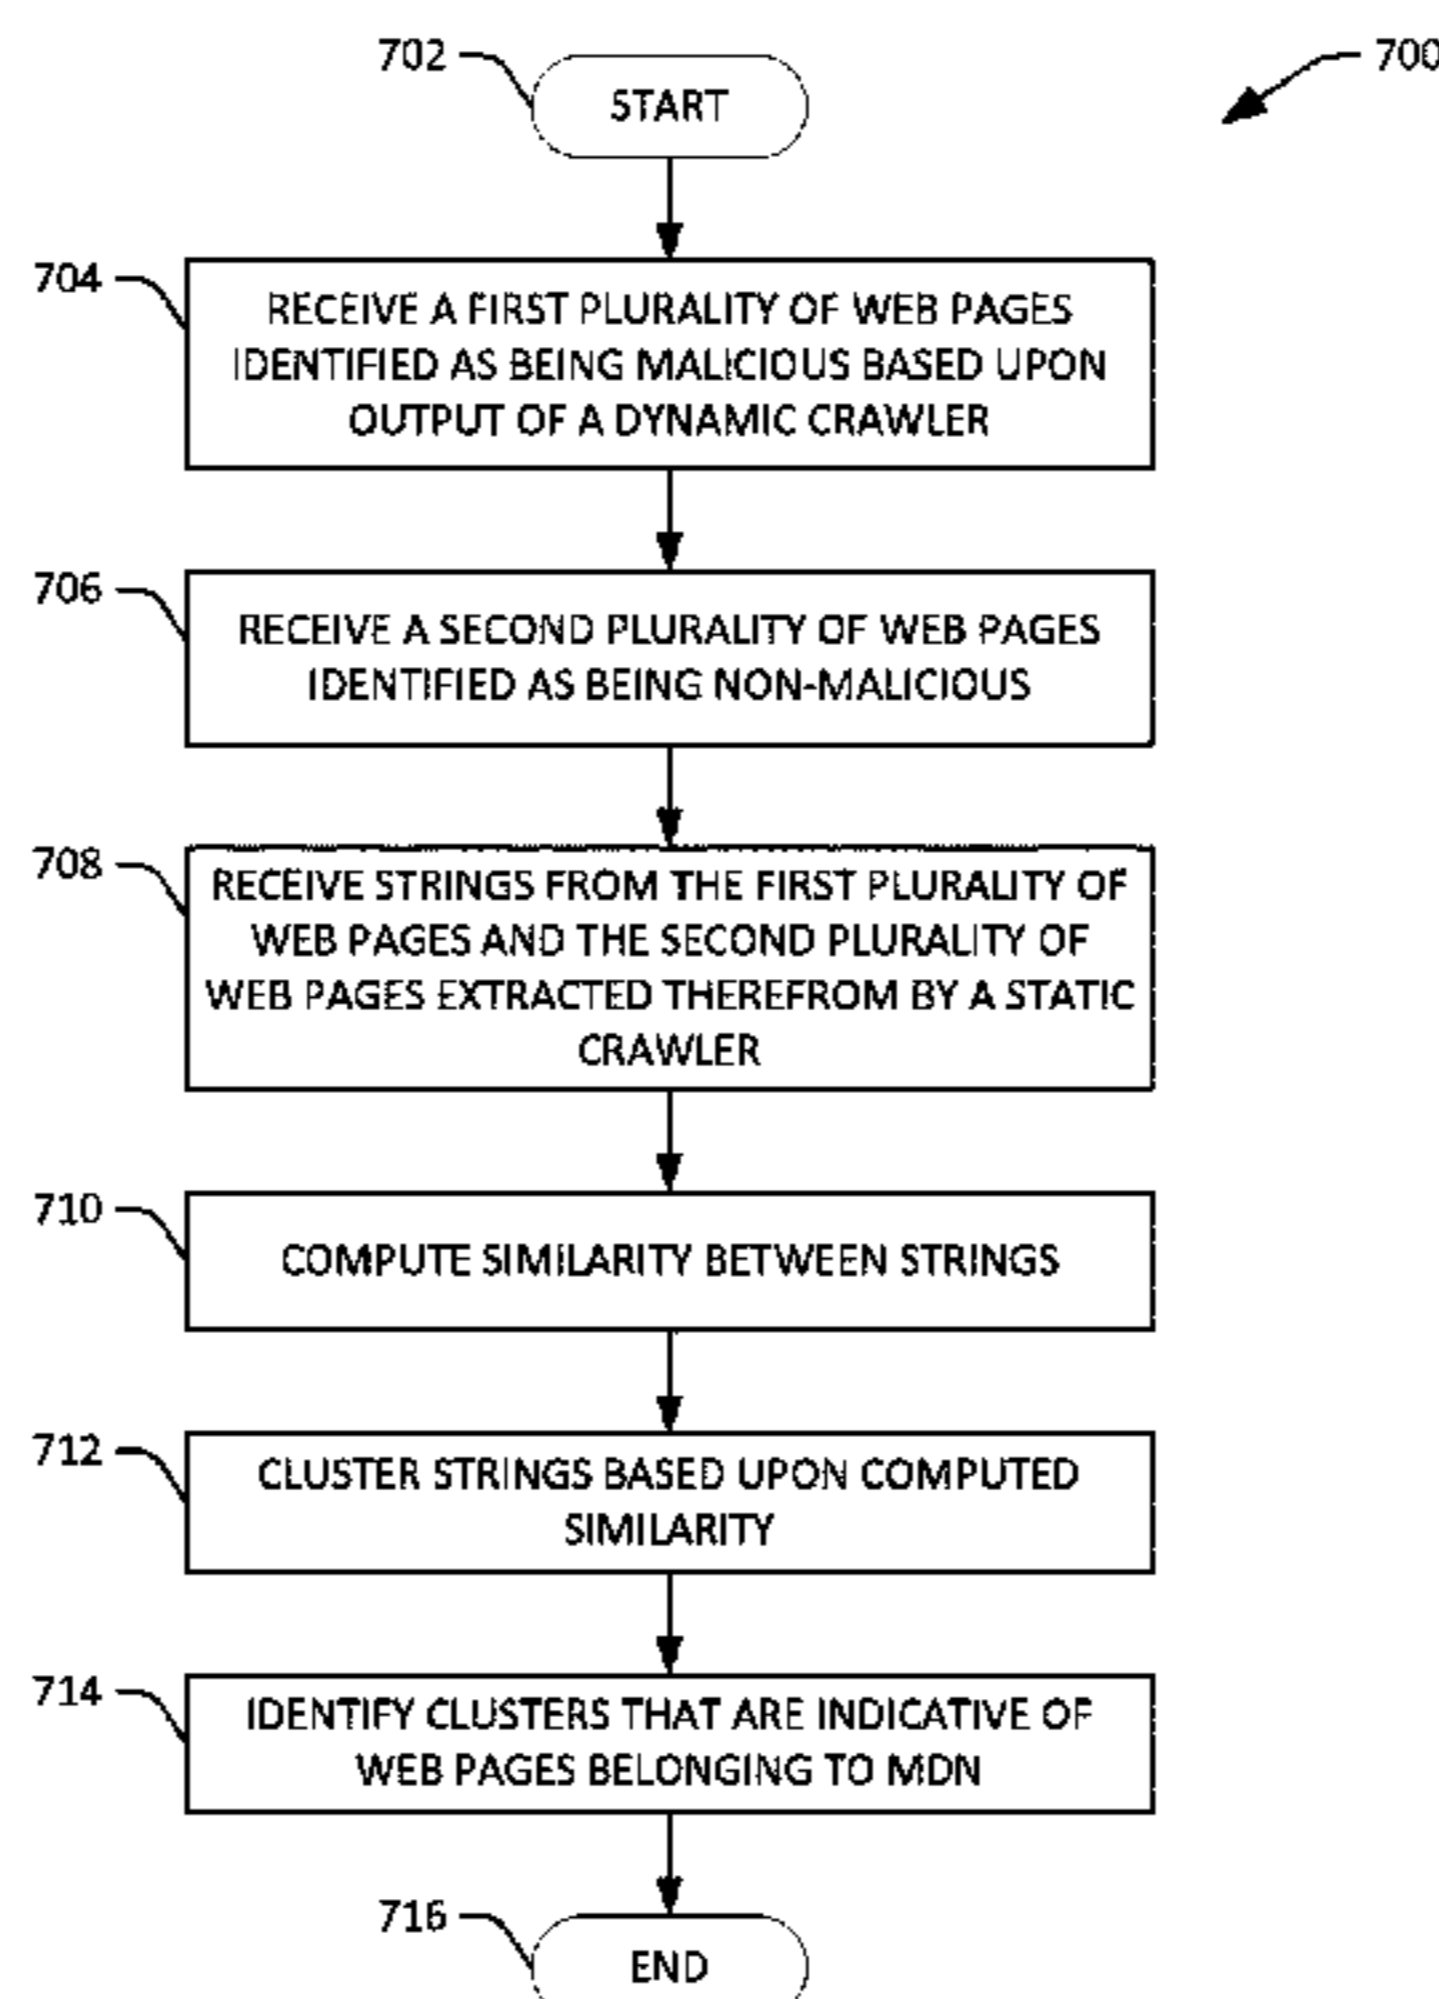 702
START
700
704
RECEIVE A FIRST PLURALITY OF WEB PAGES
IDENTIFIED AS BEING MALICIOUS BASED UPON
OUTPUT OF A DYNAMIC CRAWLER
706
RECEIVE A SECOND PLURALITY OF WEB PAGES
IDENTIFIED AS BEING NON-MALICIOUS
708
RECEIVE STRINGS FROM THE FIRST PLURALITY OF
WEB PAGES AND THE SECOND PLURALITY OF
WEB PAGES EXTRACTED THEREFROM BY A STATIC
CRAWLER
710
COMPUTE SIMILARITY BETWEEN STRINGS
712
CLUSTER STRINGS BASED UPON COMPUTED
SIMILARITY
714
IDENTIFY CLUSTERS THAT ARE INDICATIVE OF
WEB PAGES BELONGING TO MDN
716
END